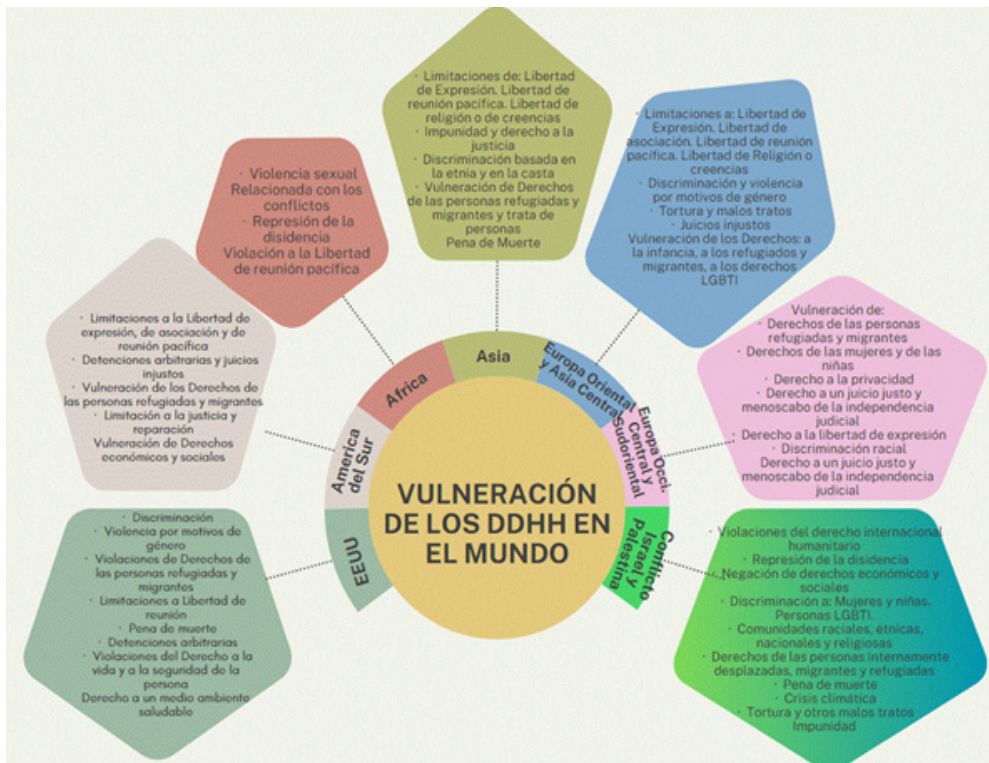 VULNERACIÓN
DE LOS DDHH EN
EL MUNDO
EEUU
· Discriminación
· Violencia por motivos de
género
· Violaciones de Derechos de
las personas refugiadas y
migrantes
· Limitaciones a Libertad de
reunión
· Pena de muerte
· Detenciones arbitrarias
· Violaciones del Derecho a la
vida y a la seguridad de la
persona
Derecho a un medio ambiente
saludable
America
del Sur
· Limitaciones a la Libertad de
expresión, de asociación y de
reunión pacífica
· Detenciones arbitrarias y juicios
injustos
· Vulneración de los Derechos de
las personas refugiadas y migrantes
· Limitación a la justicia y
reparación
Vulneración de Derechos
económicos y sociales
Africa
· Violencia sexual
Relacionada con los
conflictos
· Represión de la
disidencia
Violación a la Libertad
de reunión pacífica
Asia
· Limitaciones de: Libertad
de Expresión. Libertad de
reunión pacífica. Libertad de
religión o de creencias
· Impunidad y derecho a la
justicia
· Discriminación basada en
la etnia y en la casta
· Vulneración de Derechos
de las personas refugiadas y
migrantes y trata de
personas
Pena de Muerte
Europa Oriental
y Asia Central
· Limitaciones a: Libertad de
Expresión. Libertad de
asociación. Libertad de reunión
pacífica. Libertad de Religión o
creencias
· Discriminación y violencia
por motivos de género
· Tortura y malos tratos
· Juicios injustos
Vulneración de los Derechos: a
la infancia, a los refugiados y
migrantes, a los derechos
LGBTI
Europa Occi-
Central y
Sudoriental
Vulneración de:
· Derechos de las personas
refugiadas y migrantes
· Derechos de las mujeres y de las
niñas
· Derecho a la privacidad
· Derecho a un juicio justo y
menoscabo de la independencia
judicial
· Derecho a la libertad de expresión
· Discriminación racial
Derecho a un juicio justo y
menoscabo de la independencia
judicial
Conflicto
Israel y
Palestina
· Violaciones del derecho internacional
humanitario
· Represión de la disidencia
· Negación de derechos económicos y
sociales
· Discriminación a: Mujeres y niñas.
Personas LGBTI.
· Comunidades raciales, étnicas,
nacionales y religiosas
· Derechos de las personas internamente
desplazadas, migrantes y refugiadas
· Pena de muerte
· Crisis climática
· Tortura y otros malos tratos
Impunidad